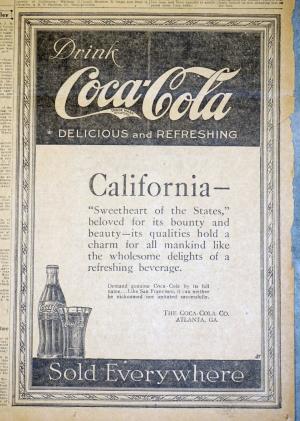 Drink
Coca-Cola
DELICIOUS and REFRESHING
California—
"Sweetheart of the States,"
beloved for its bounty and
beauty—its qualities hold a
charm for all mankind like
the wholesome delights of a
refreshing beverage.
Demand genuine Coca-Cola by its full
name... Like San Francisco, it can neither
be nicknamed nor imitated successfully.
THE COCA-COLA CO.
ATLANTA, GA.
Sold Everywhere